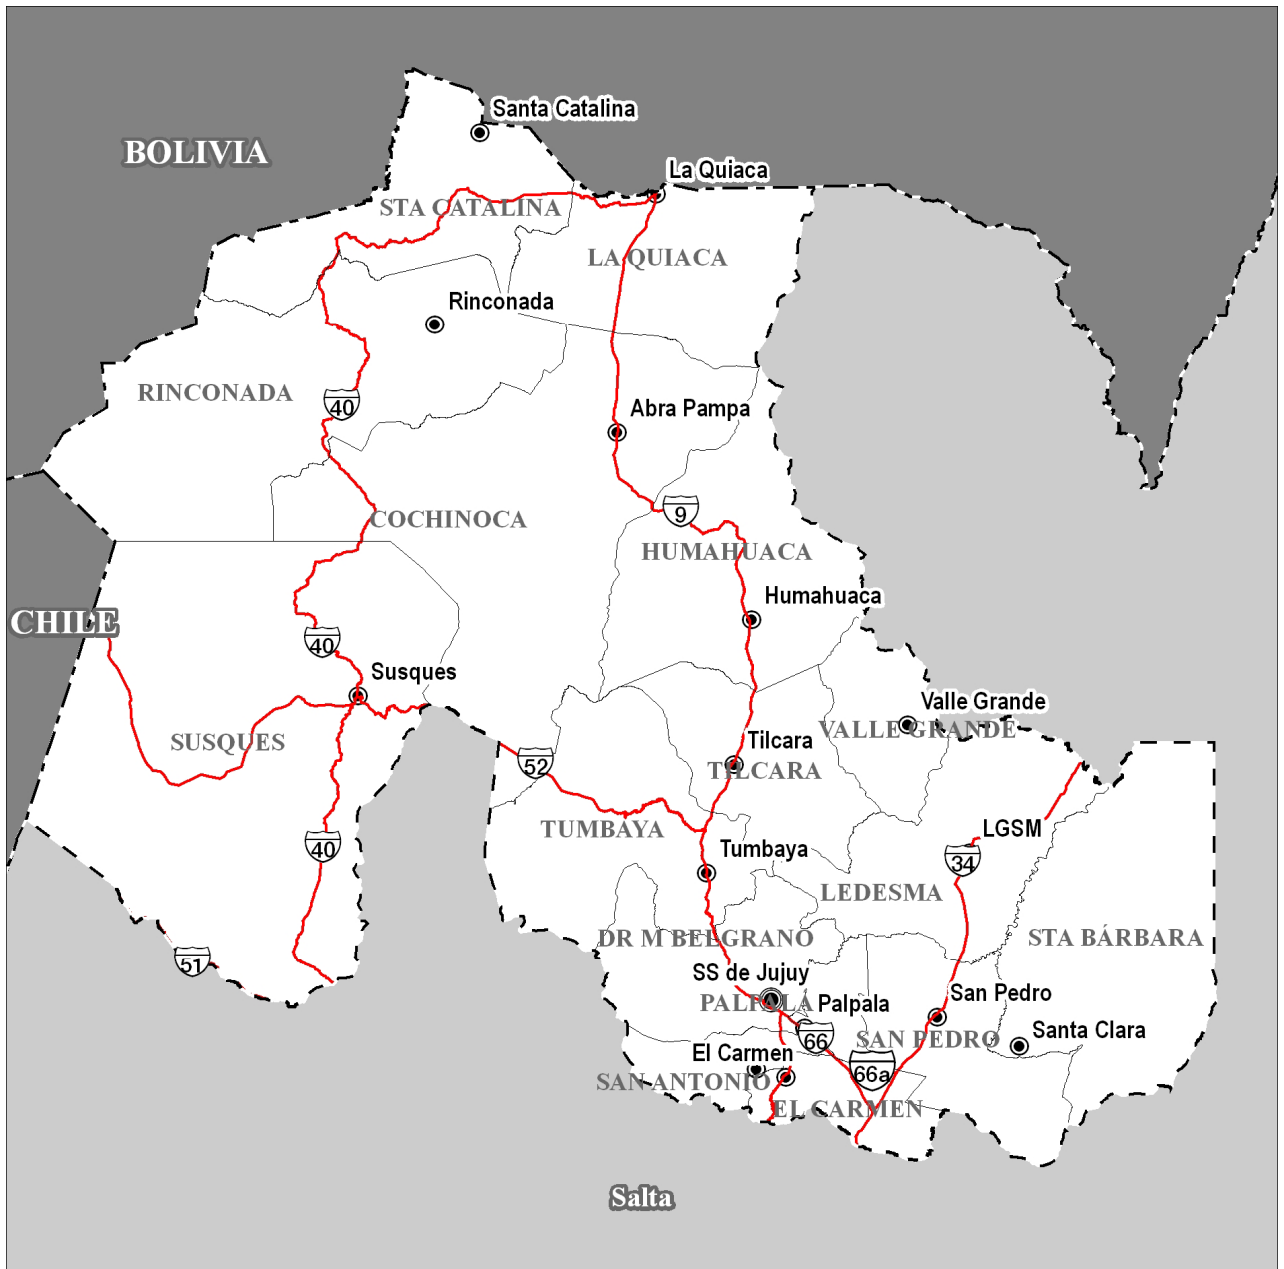 Santa Catalina
BOLIVIA
La Quiaca
STA CATALINA
LA QUIACA
Rinconada
RINCONADA
40
Abra Pampa
9
COCHINOCA
HUMAHUACA
Humahuaca
CHILE
40
Susques
Valle Grande
VALLE GRANDE
SUSQUES
Tilcara
52
TILCARA
TUMBAYA
LGSM
40
Tumbaya
34
LEDESMA
DR M BELGRANO
STA BÁRBARA
51
SS de Jujuy
San Pedro
PALPALÁ
Palpala
66
SAN PEDRO
Santa Clara
El Carmen
66a
SAN ANTONIO
EL CARMEN
Salta